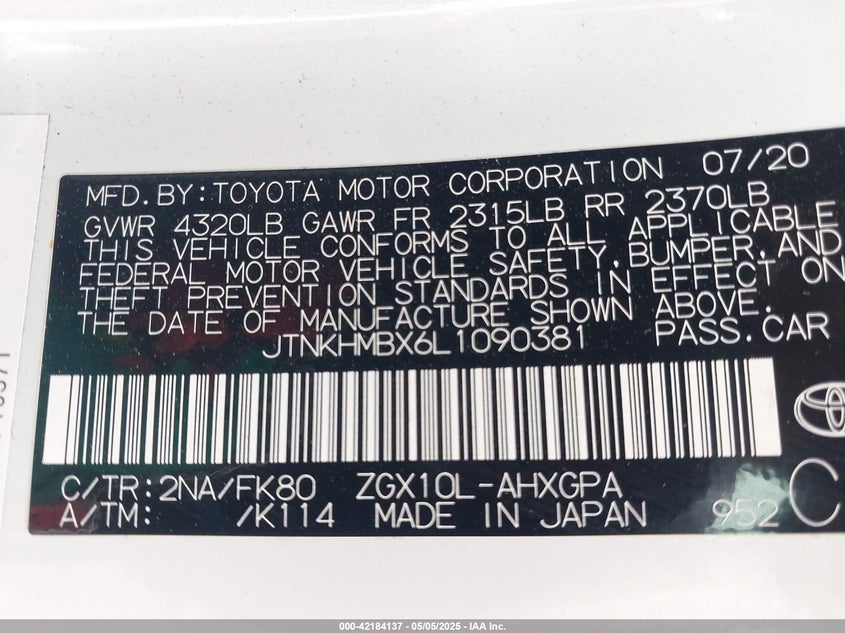 MFD.BY:TOYOTA MOTOR CORPORATION 07/20
GVWR 4320LB GAWR FR 2315LB RR 2370LB
THIS VEHICLE CONFORMS TO ALL APPLICABLE
FEDERAL MOTOR VEHICLE SAFETY,BUMPER,AND
THEFT PREVENTION STANDARDS IN EFFECT ON
THE DATE OF MANUFACTURE SHOWN ABOVE.
JTNKHMBX6L1090381 PASS.CAR
C/TR:2NA/FK80 ZGX10L-AHXGPA
A/TM: /K114 MADE IN JAPAN 952 C
000-42184137 - 05/05/2025 - IAA Inc.